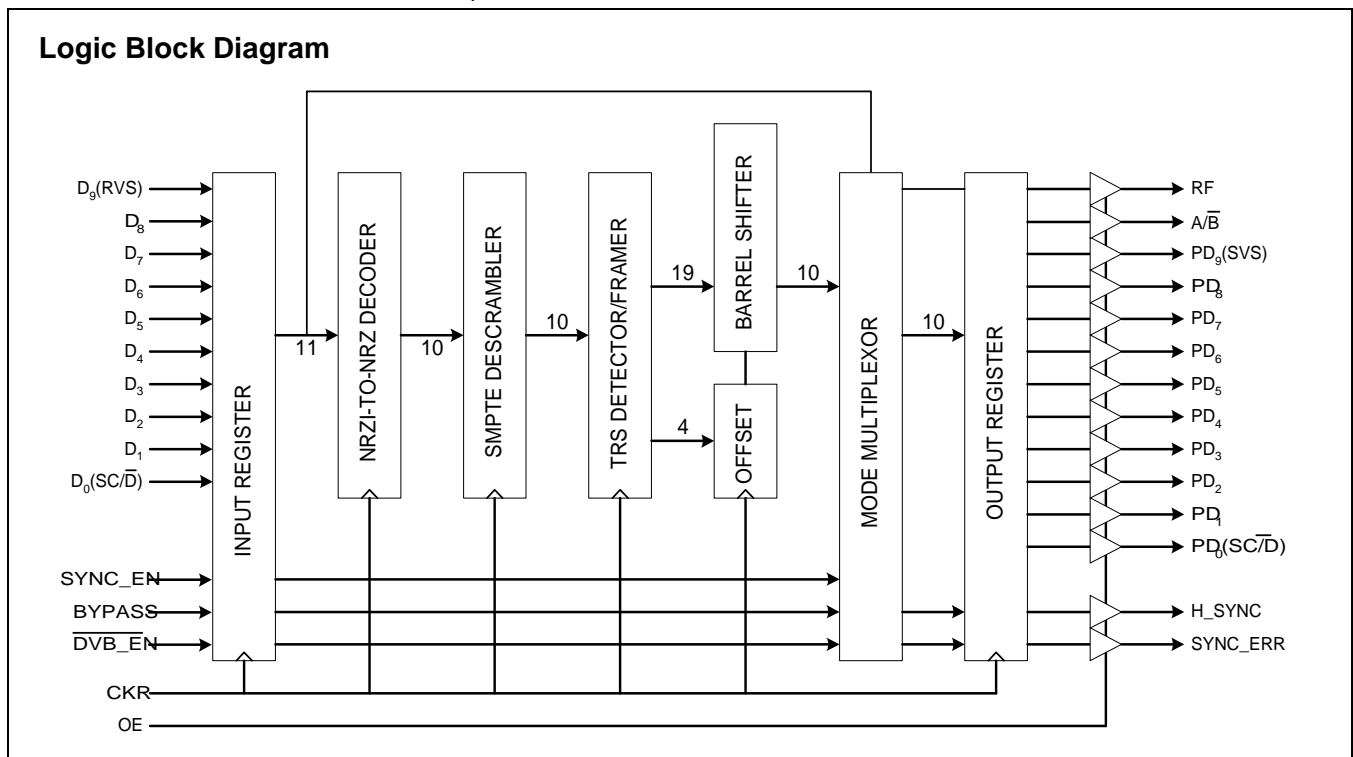 Logic Block Diagram
D9(RVS)
D8
D7
D6
D5
D4
D3
D2
D1
D0(SC/D̅)
SYNC_EN
BYPASS
D̅V̅B̅_̅E̅N̅
CKR
OE
INPUT REGISTER
11
NRZI-TO-NRZ DECODER
10
SMPTE DESCRAMBLER
10
TRS DETECTOR/FRAMER
19
4
BARREL SHIFTER
OFFSET
10
MODE MULTIPLEXOR
10
OUTPUT REGISTER
RF
A/B̅
PD9(SVS)
PD8
PD7
PD6
PD5
PD4
PD3
PD2
PD1
PD0(SC/D̅)
H_SYNC
SYNC_ERR